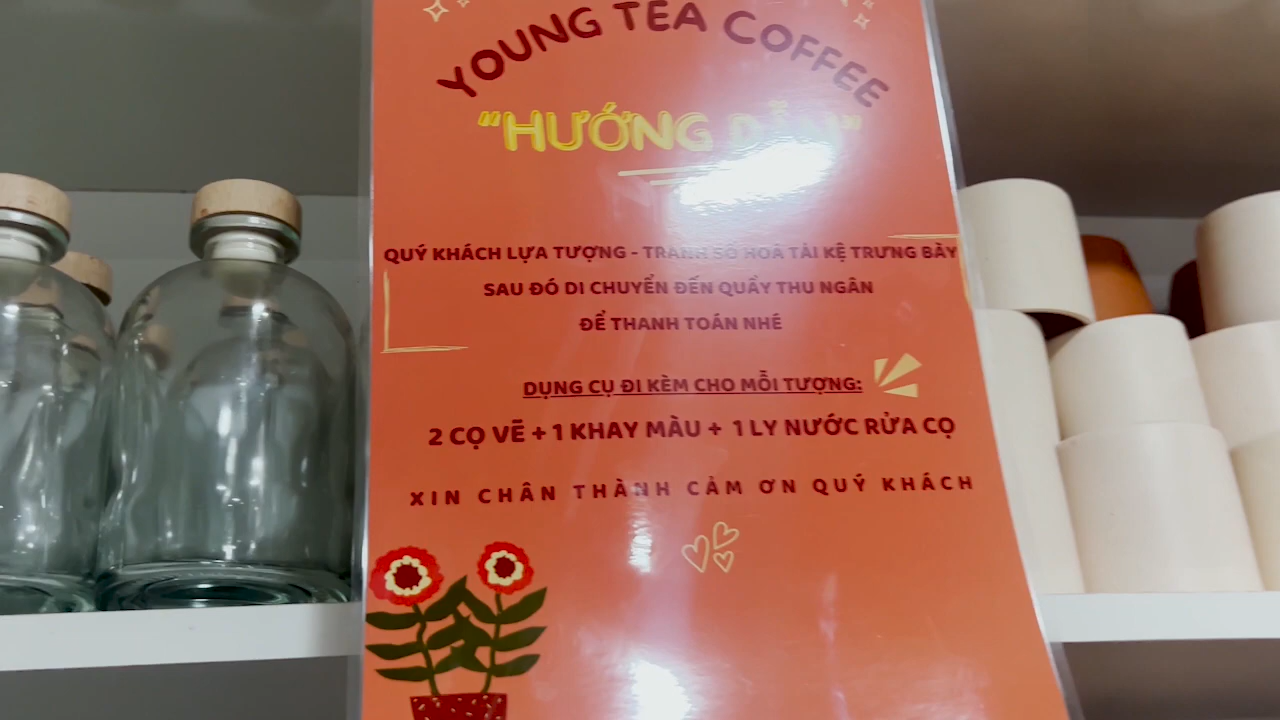 YOUNG TEA COFFEE
"HƯỚNG DẪN"
QUÝ KHÁCH LỰA TƯỢNG - TRANH SỐ HOÁ TẠI KỆ TRƯNG BÀY
SAU ĐÓ DI CHUYỂN ĐẾN QUẦY THU NGÂN
ĐỂ THANH TOÁN NHÉ
DỤNG CỤ ĐI KÈM CHO MỖI TƯỢNG:
2 CỌ VẼ + 1 KHAY MÀU + 1 LY NƯỚC RỬA CỌ
XIN CHÂN THÀNH CẢM ƠN QUÝ KHÁCH